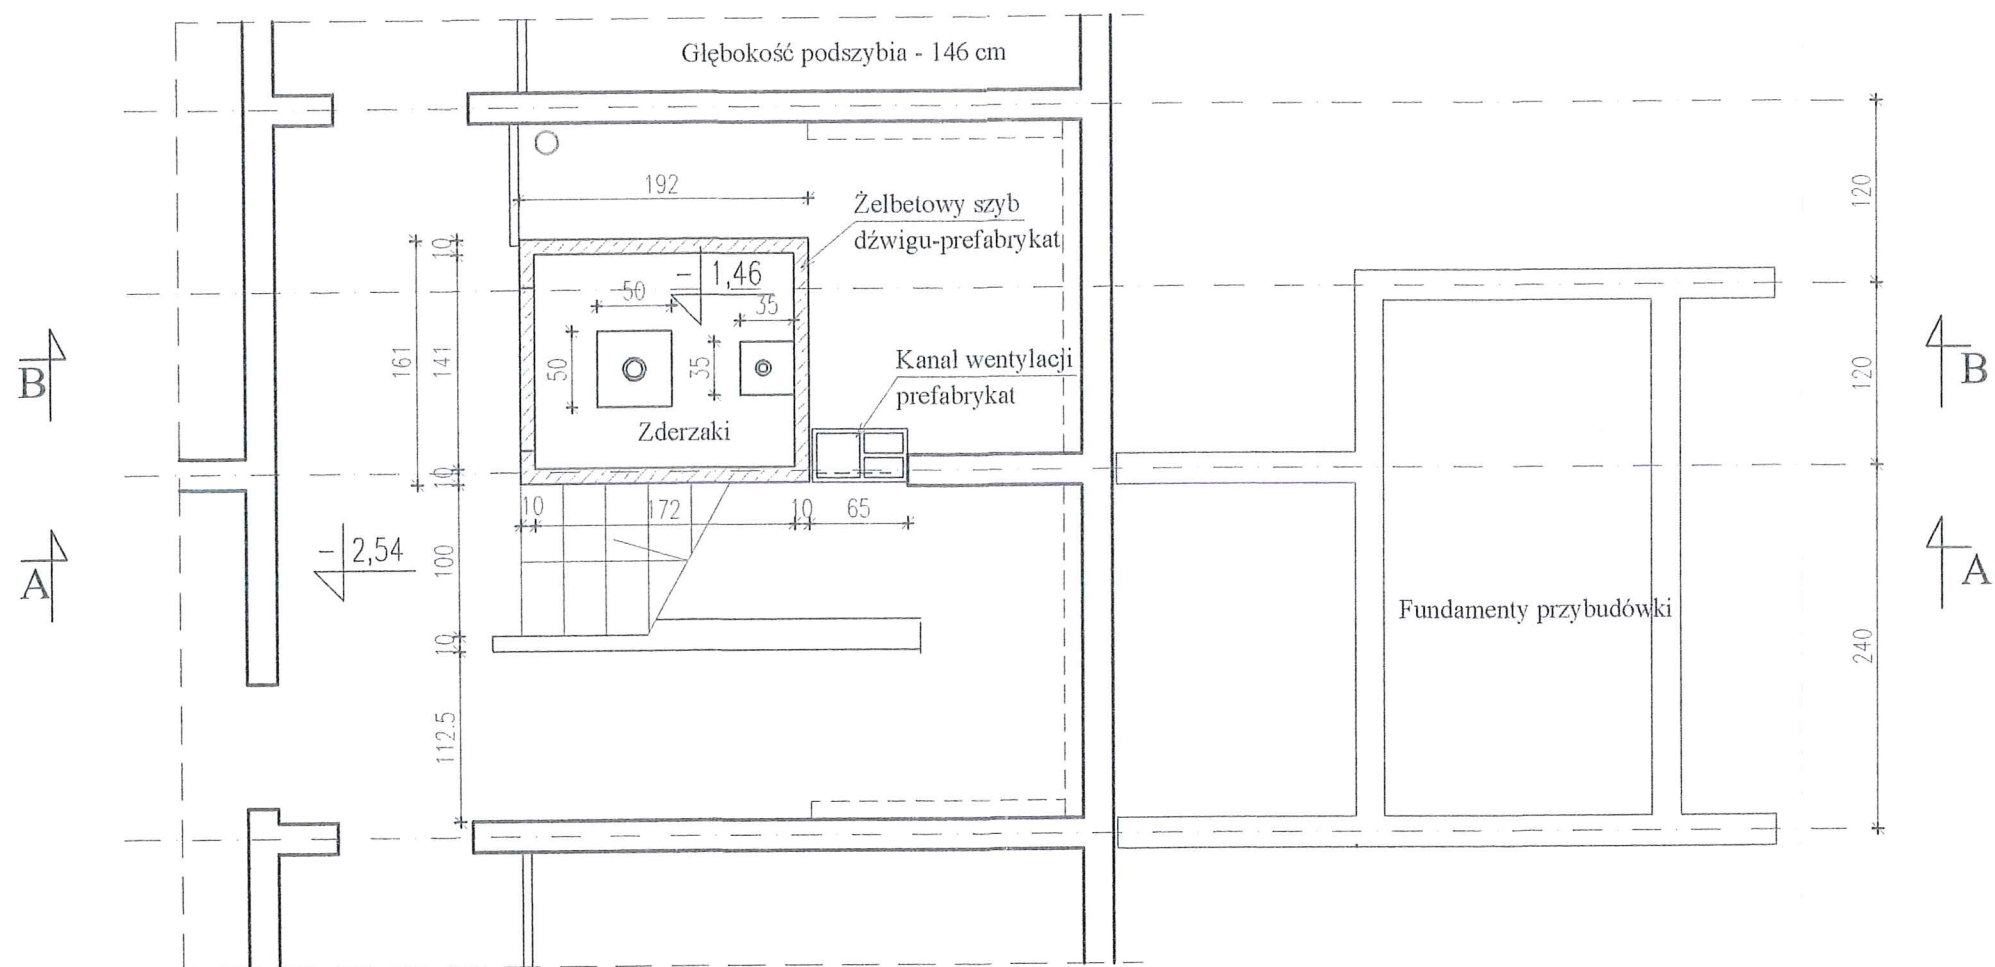 Głębokość podszybia - 146 cm
192
Żelbetowy szyb
dźwigu-prefabrykat
120
10
- 1,46
50
35
161
141
50
35
Kanał wentylacji
prefabrykat
120
B
B
Zderzaki
10
10
172
10
65
- 2,54
100
A
A
Fundamenty przybudówki
10
240
112.5